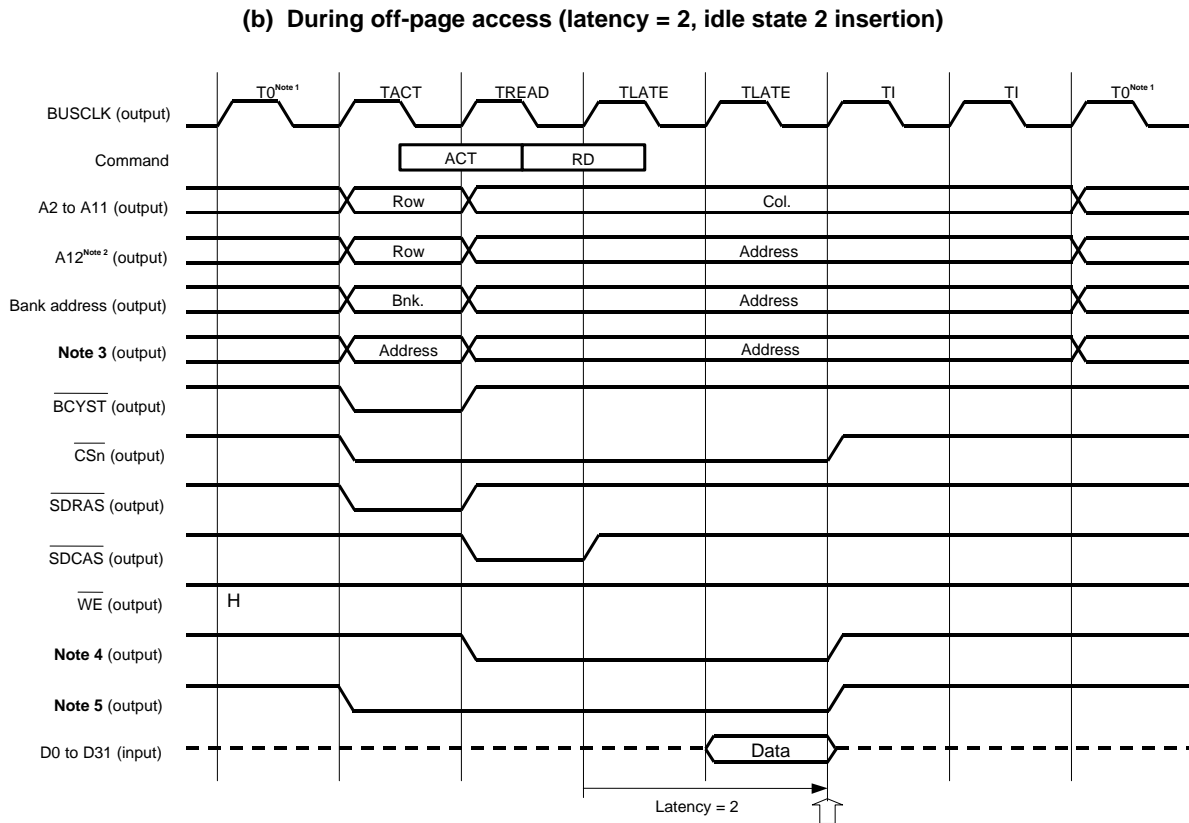 (b) During off-page access (latency = 2, idle state 2 insertion)
T0Note 1 TACT TREAD TLATE TLATE TI TI T0Note 1
BUSCLK (output)
Command ACT RD
A2 to A11 (output) Row Col.
A12Note 2 (output) Row Address
Bank address (output) Bnk. Address
Note 3 (output) Address Address
BCYST (output)
CSn (output)
SDRAS (output)
SDCAS (output)
WE (output) H
Note 4 (output)
Note 5 (output)
D0 to D31 (input) Data
Latency = 2